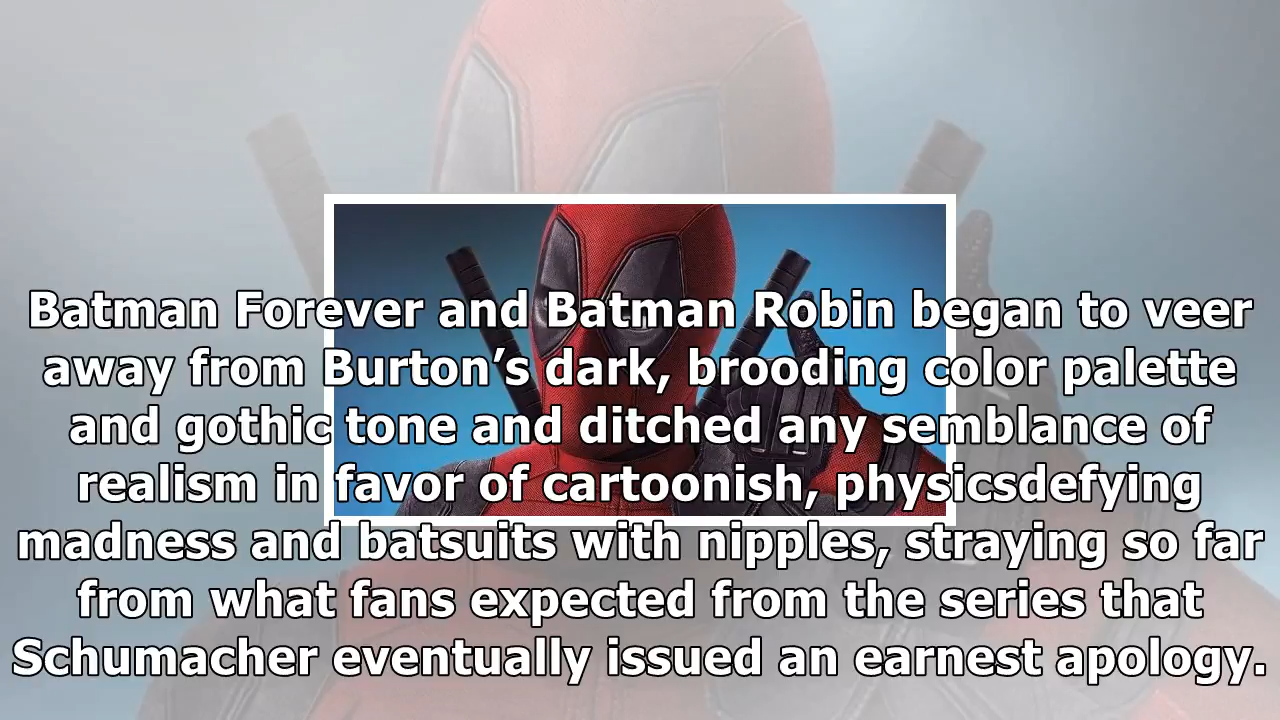 Batman Forever and Batman Robin began to veer
away from Burton’s dark, brooding color palette
and gothic tone and ditched any semblance of
realism in favor of cartoonish, physicsdefying
madness and batsuits with nipples, straying so far
from what fans expected from the series that
Schumacher eventually issued an earnest apology.